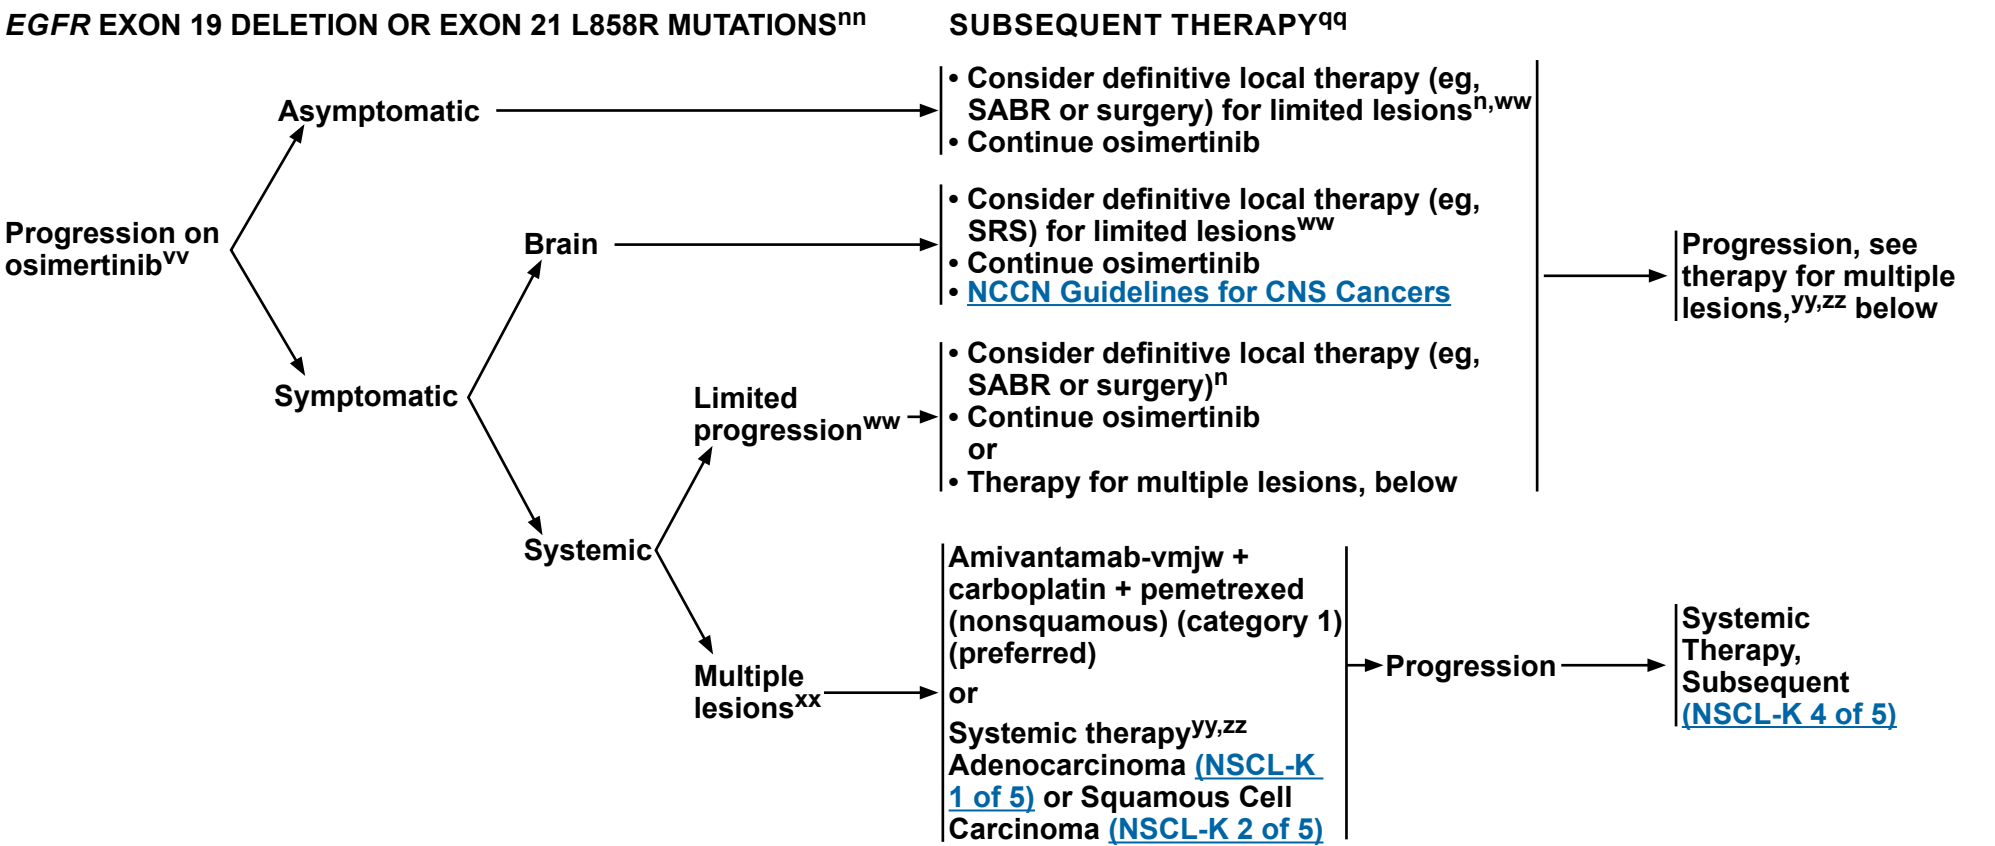 EGFR EXON 19 DELETION OR EXON 21 L858R MUTATIONSnn
SUBSEQUENT THERAPYqq
Progression on
osimertinibvv
Asymptomatic
• Consider definitive local therapy (eg,
SABR or surgery) for limited lesionsn,ww
• Continue osimertinib
Symptomatic
Brain
• Consider definitive local therapy (eg,
SRS) for limited lesionsww
• Continue osimertinib
• NCCN Guidelines for CNS Cancers
Systemic
Limited
progressionww
• Consider definitive local therapy (eg,
SABR or surgery)n
• Continue osimertinib
or
• Therapy for multiple lesions, below
Progression, see
therapy for multiple
lesions,yy,zz below
Multiple
lesionsxx
Amivantamab-vmjw +
carboplatin + pemetrexed
(nonsquamous) (category 1)
(preferred)
or
Systemic therapyyy,zz
Adenocarcinoma (NSCL-K
1 of 5) or Squamous Cell
Carcinoma (NSCL-K 2 of 5)
Progression
Systemic
Therapy,
Subsequent
(NSCL-K 4 of 5)